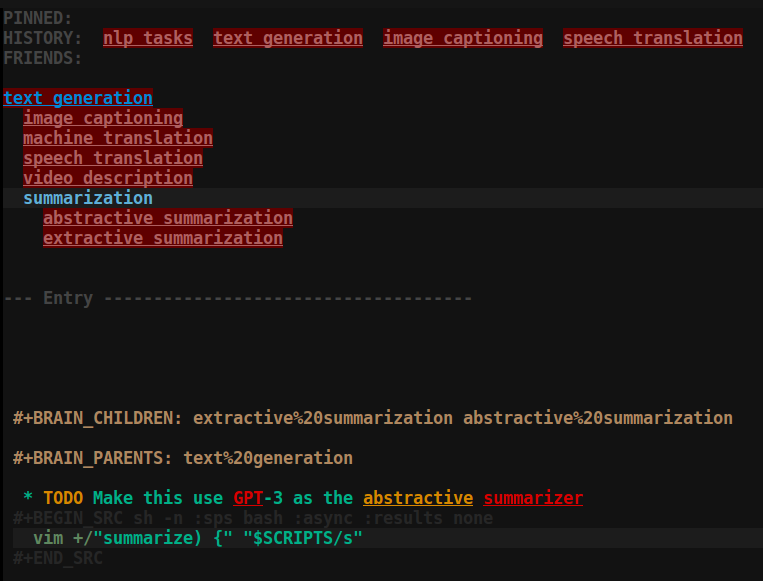 PINNED:
HISTORY:  nlp tasks  text generation  image captioning  speech translation
FRIENDS:
text generation
image captioning
machine translation
speech translation
video description
summarization
abstractive summarization
extractive summarization
--- Entry -------------------------------------
#+BRAIN_CHILDREN: extractive%20summarization abstractive%20summarization
#+BRAIN_PARENTS: text%20generation
* TODO Make this use GPT-3 as the abstractive summarizer
#+BEGIN_SRC sh -n :sps bash :async :results none
vim +/"summarize) {" "$SCRIPTS/s"
#+END_SRC